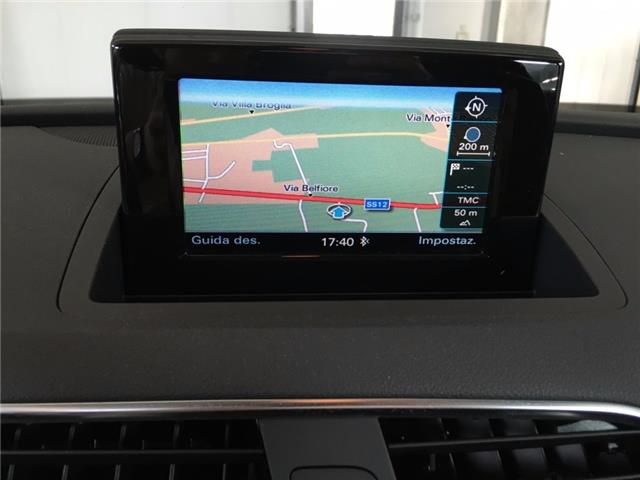 Via Villa Broglia
Via Mont
N
200 m
---
--:--
Via Belfiore
SS12
TMC
50 m
Guida des.
17:40
Impostaz.